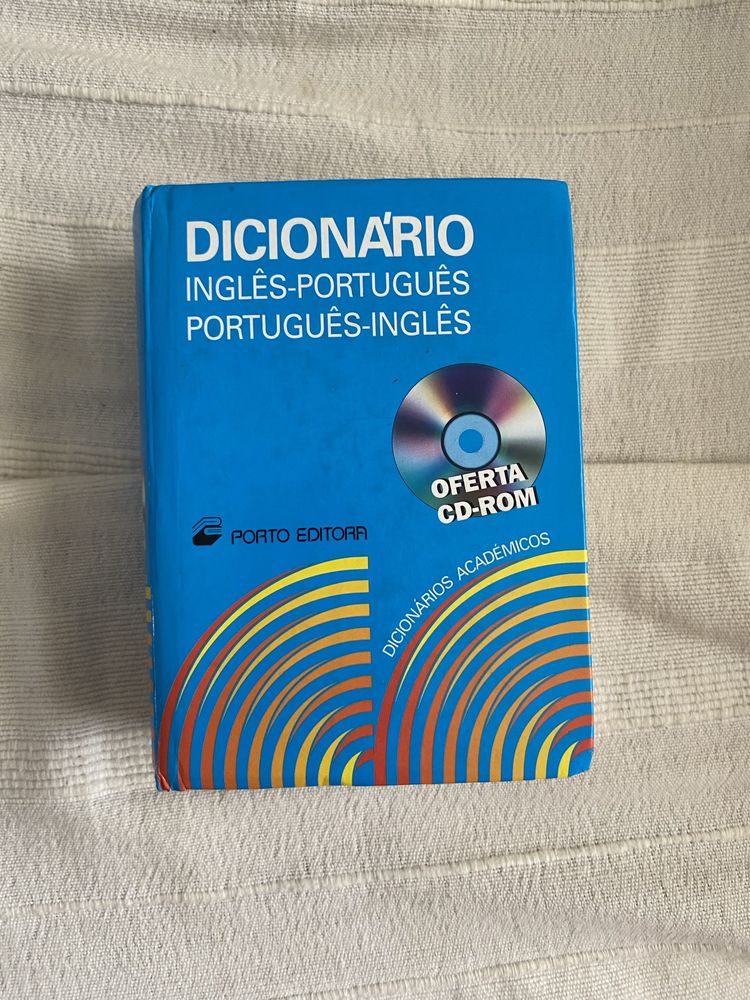 DICIONÁRIO
INGLÊS-PORTUGUÊS
PORTUGUÊS-INGLÊS
OFERTA
CD-ROM
PORTO EDITORA
DICIONÁRIOS ACADÉMICOS